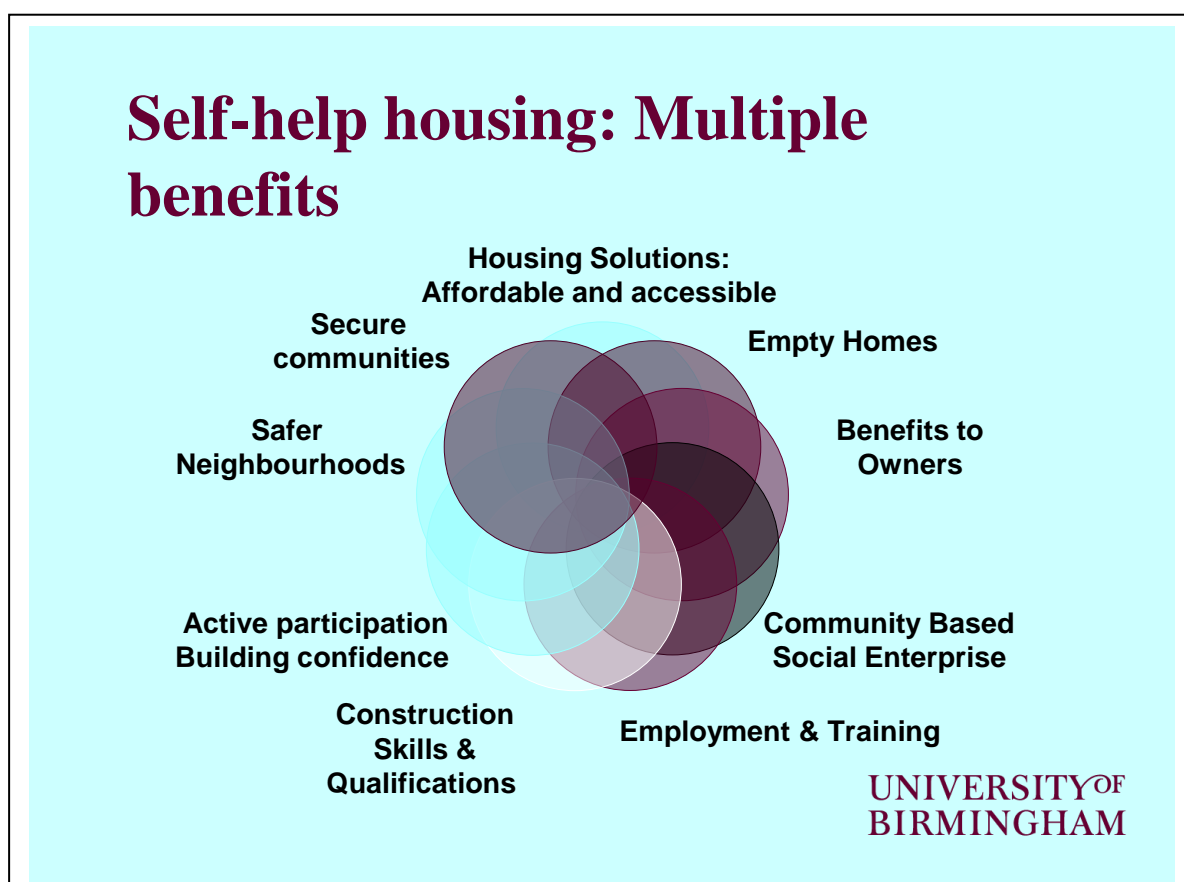 Self-help housing: Multiple
benefits
Housing Solutions:
Affordable and accessible
Secure
communities
Empty Homes
Safer
Neighbourhoods
Benefits to
Owners
Active participation
Building confidence
Community Based
Social Enterprise
Construction
Skills &
Qualifications
Employment & Training
UNIVERSITY OF
BIRMINGHAM